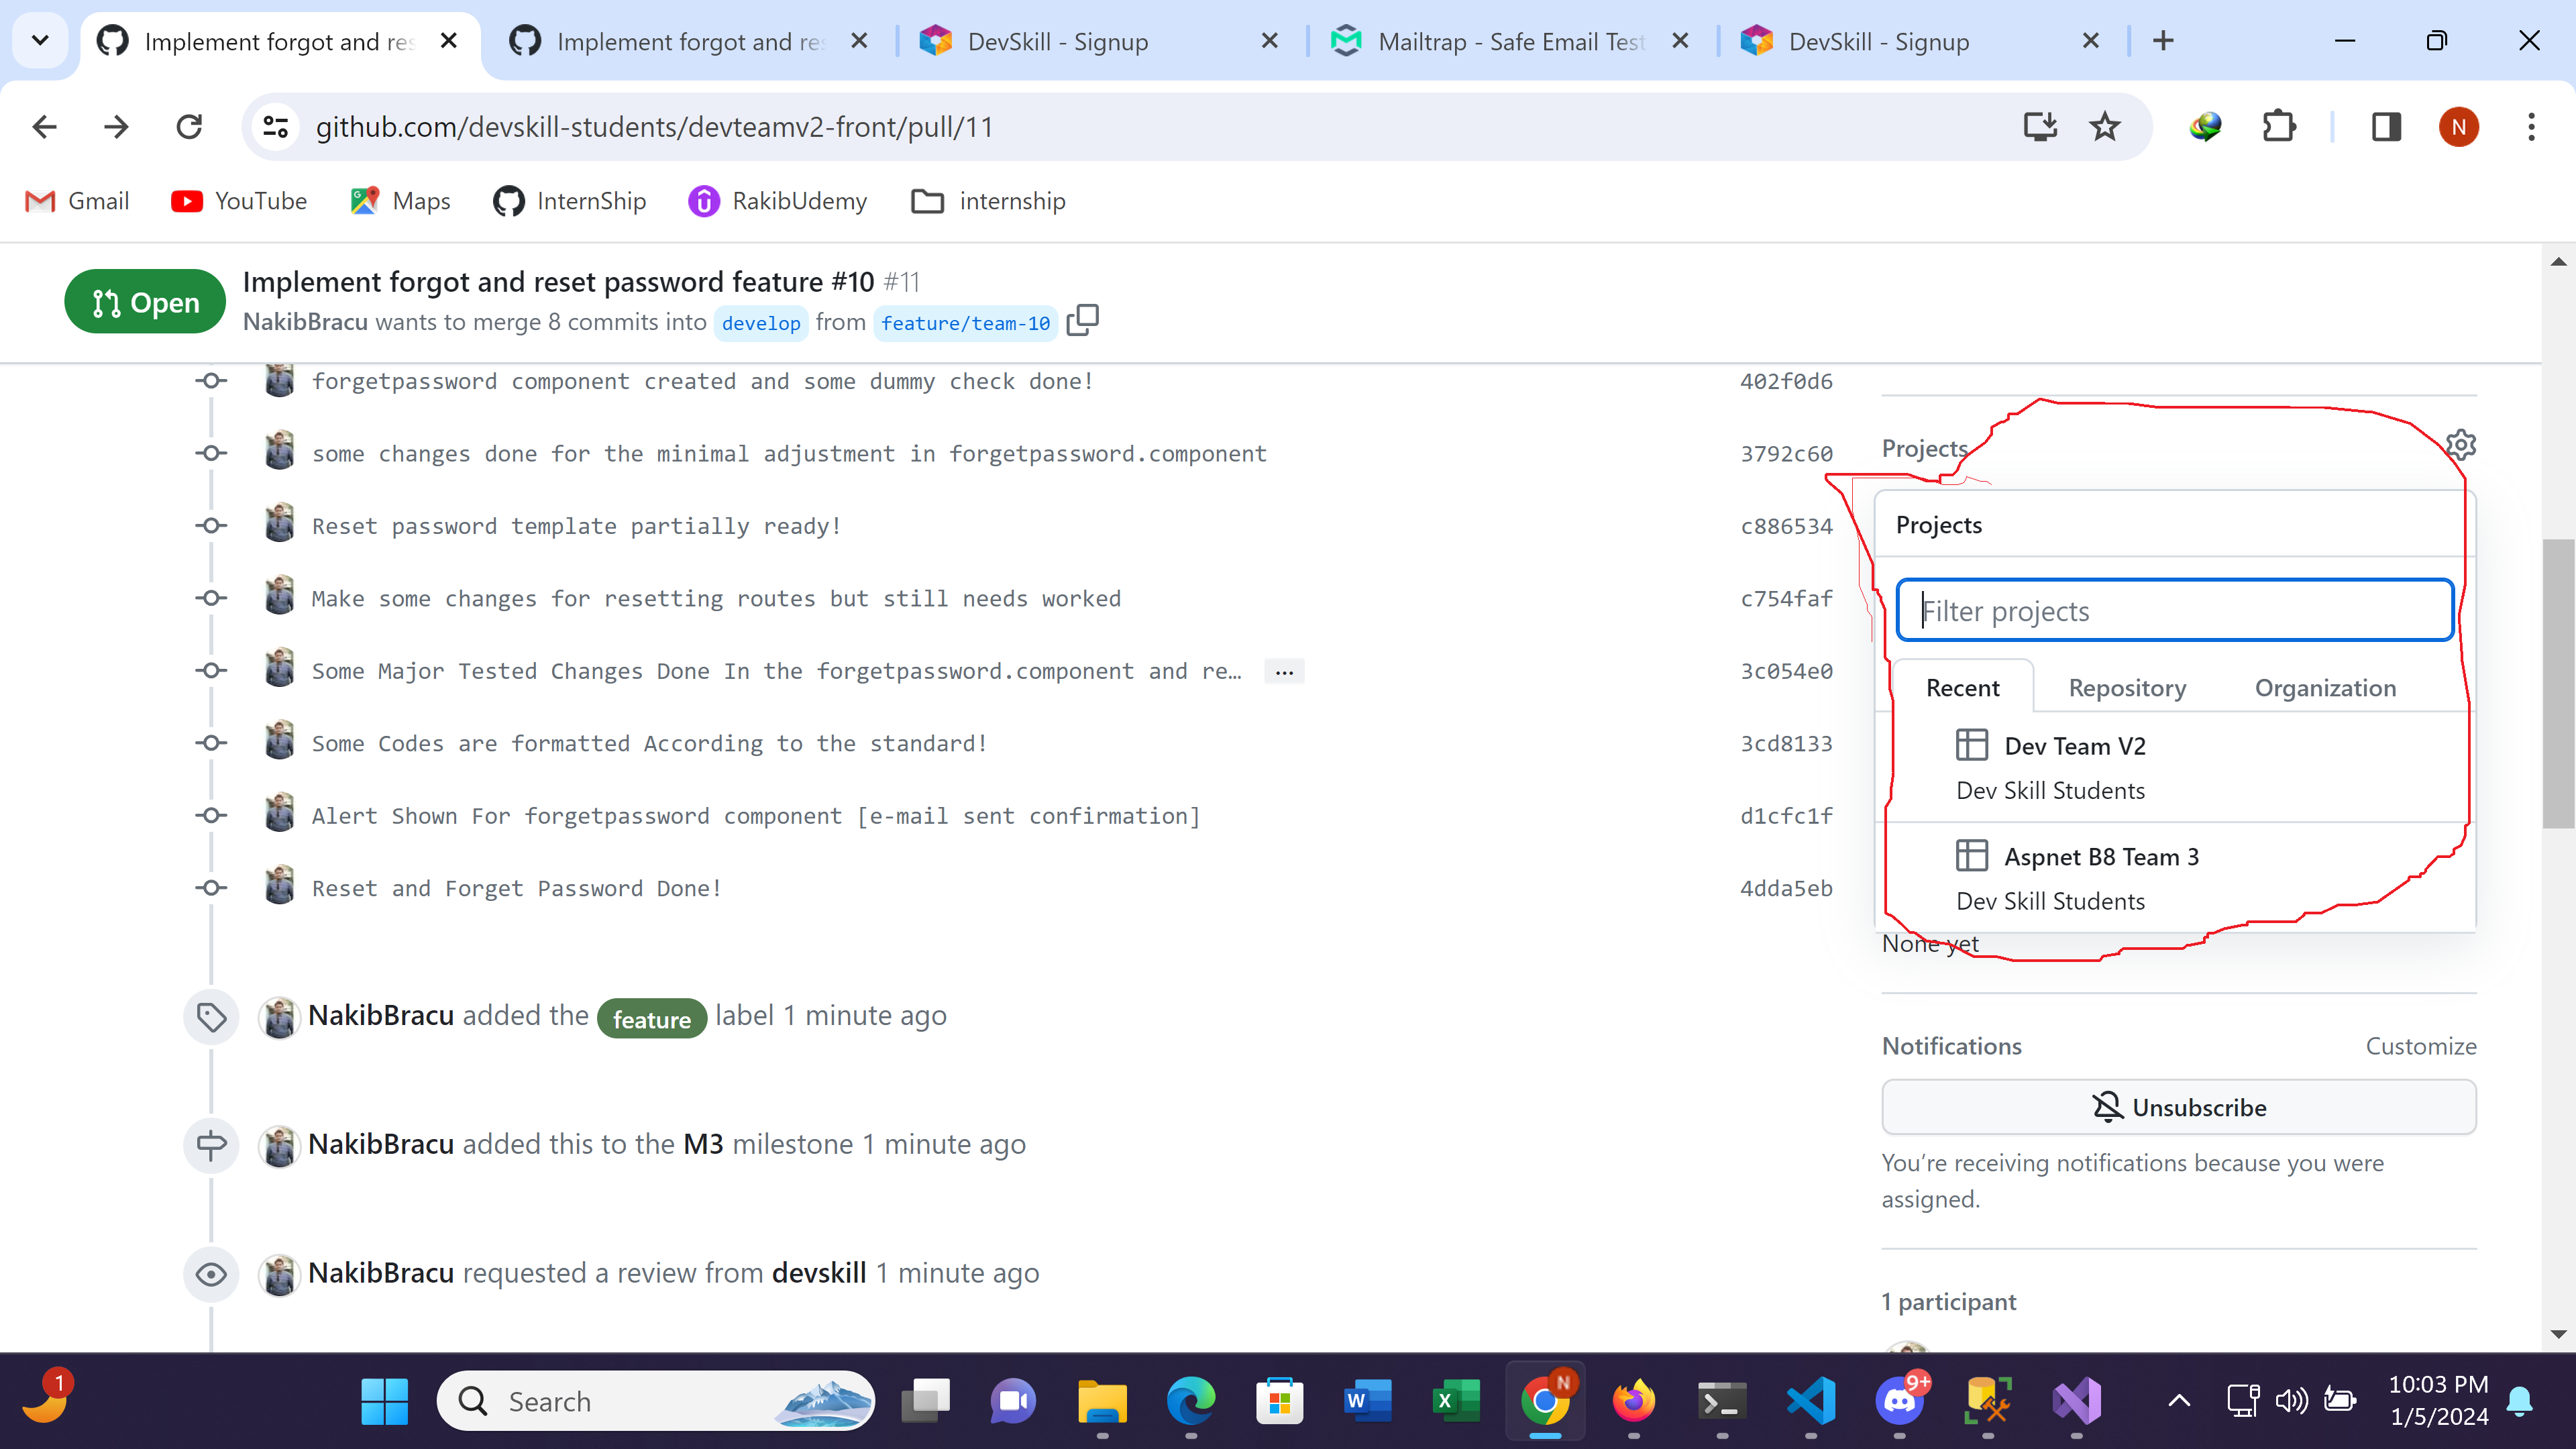 Implement forgot and res
Implement forgot and res
DevSkill - Signup
Mailtrap - Safe Email Test
DevSkill - Signup
github.com/devskill-students/devteamv2-front/pull/11
N
Gmail
YouTube
Maps
InternShip
RakibUdemy
internship
Open
Implement forgot and reset password feature #10 #11
NakibBracu wants to merge 8 commits into develop from feature/team-10
forgetpassword component created and some dummy check done! 402f0d6
some changes done for the minimal adjustment in forgetpassword.component 3792c60
Reset password template partially ready! c886534
Make some changes for resetting routes but still needs worked c754faf
Some Major Tested Changes Done In the forgetpassword.component and re… ... 3c054e0
Some Codes are formatted According to the standard! 3cd8133
Alert Shown For forgetpassword component [e-mail sent confirmation] d1cfc1f
Reset and Forget Password Done! 4dda5eb
NakibBracu added the feature label 1 minute ago
NakibBracu added this to the M3 milestone 1 minute ago
NakibBracu requested a review from devskill 1 minute ago
Projects
Projects
Filter projects
Recent
Repository
Organization
Dev Team V2
Dev Skill Students
Aspnet B8 Team 3
Dev Skill Students
None yet
Notifications
Customize
Unsubscribe
You're receiving notifications because you were
assigned.
1 participant
1
Search
W
X
N
9+
10:03 PM
1/5/2024